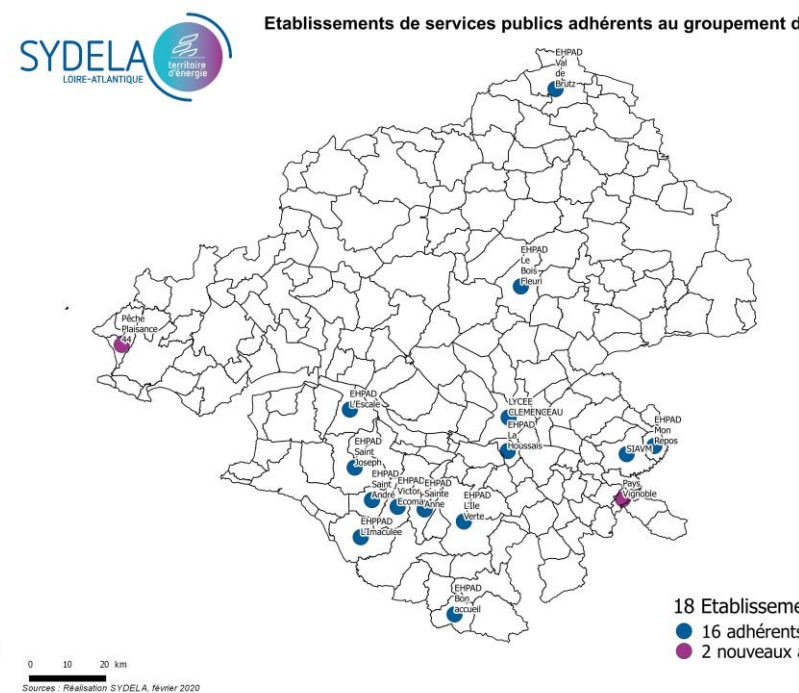 Etablissements de services publics adhérents au groupement d
SYDELA
LOIRE-ATLANTIQUE
territoire
d'énergie
EHPAD
Val
de
Brutz
EHPAD
Le
Bois
Fleuri
Pêche
Plaisance
44
EHPAD
L'Escale
LYCEE
CLEMENCEAU
EHPAD
La
Houssais
EHPAD
Mon
Repos
SIAVM
EHPAD
Saint
Joseph
EHPAD
Saint
André
EHPAD
Victor
Ecoma
EHPAD
Sainte
Anne
EHPAD
L'Ile
Verte
Pays
Vignoble
EHPPAD
L'Imaculée
EHPAD
Bon
accueil
18 Etablisseme
16 adhérents
2 nouveaux a
0 10 20 km
Sources : Réalisation SYDELA, février 2020